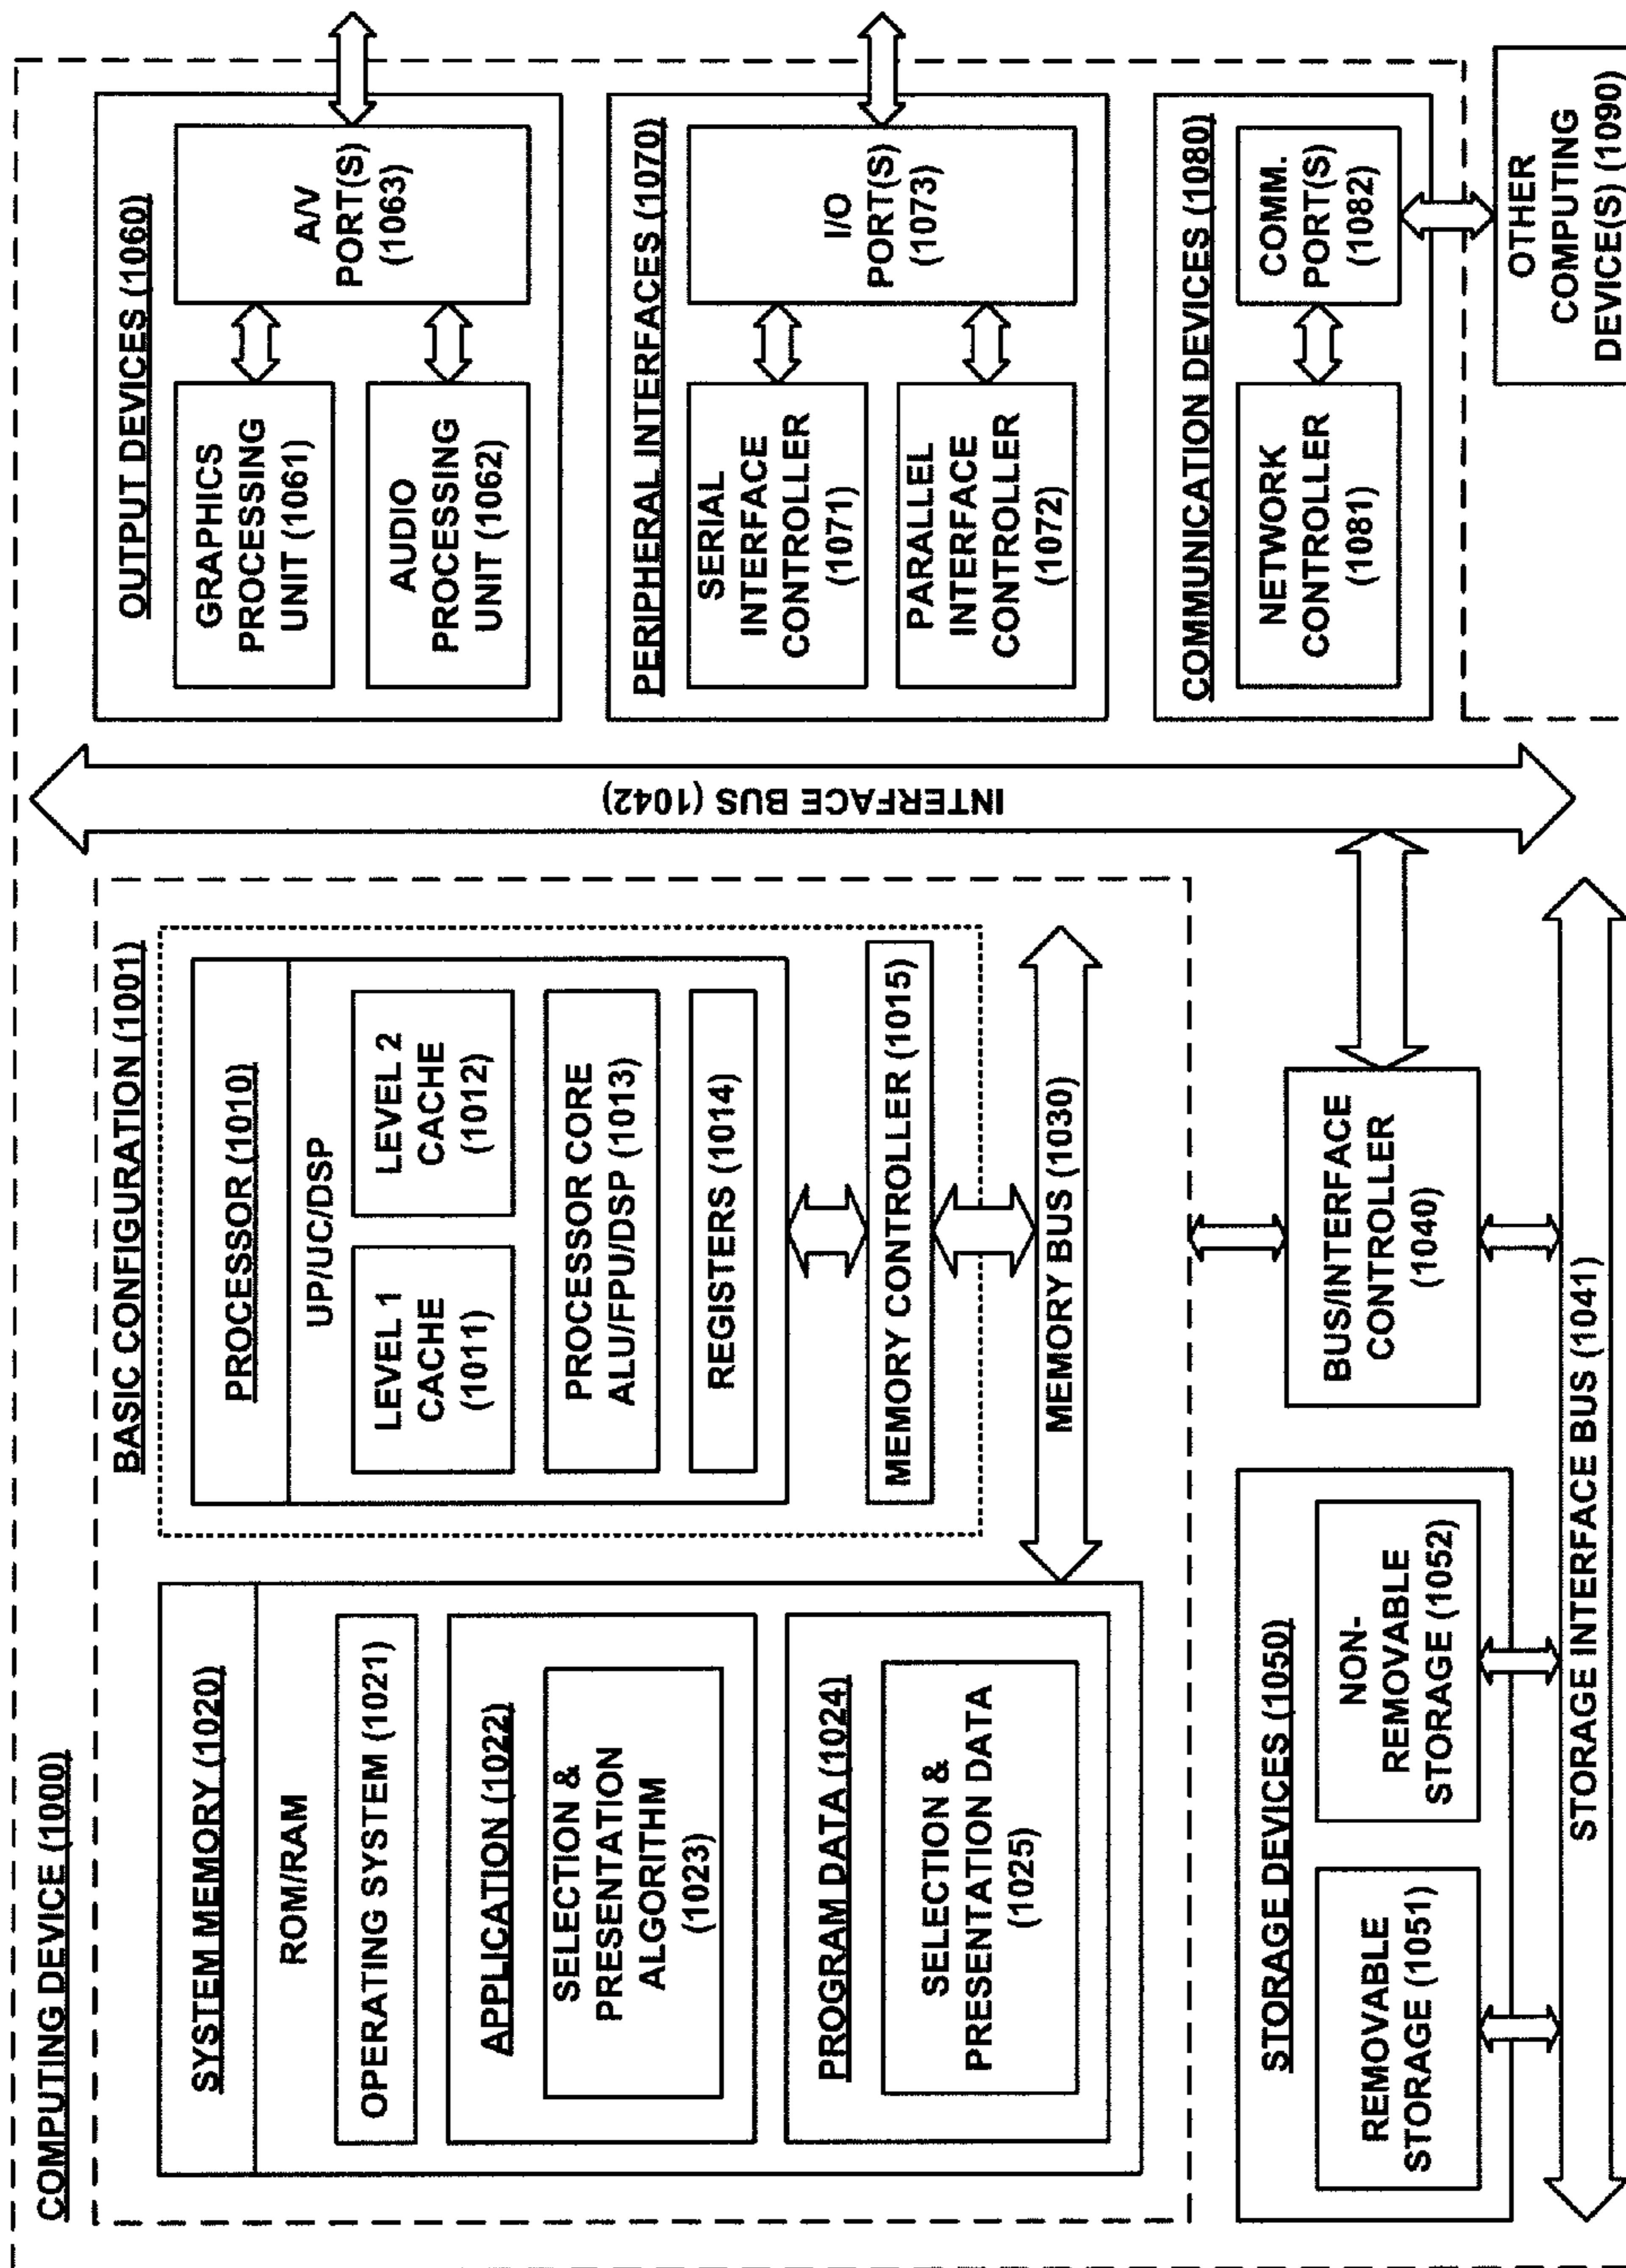 COMPUTING DEVICE (1000)
BASIC CONFIGURATION (1001)
SYSTEM MEMORY (1020)
ROM/RAM
OPERATING SYSTEM (1021)
APPLICATION (1022)
SELECTION &
PRESENTATION
ALGORITHM
(1023)
PROGRAM DATA (1024)
SELECTION &
PRESENTATION DATA
(1025)
PROCESSOR (1010)
UP/UC/DSP
LEVEL 1
CACHE
(1011)
LEVEL 2
CACHE
(1012)
PROCESSOR CORE
ALU/FPU/DSP (1013)
REGISTERS (1014)
MEMORY CONTROLLER (1015)
MEMORY BUS (1030)
BUS/INTERFACE
CONTROLLER
(1040)
STORAGE DEVICES (1050)
REMOVABLE
STORAGE (1051)
NON-
REMOVABLE
STORAGE (1052)
STORAGE INTERFACE BUS (1041)
INTERFACE BUS (1042)
OUTPUT DEVICES (1060)
GRAPHICS
PROCESSING
UNIT (1061)
AUDIO
PROCESSING
UNIT (1062)
A/V
PORT(S)
(1063)
PERIPHERAL INTERFACES (1070)
SERIAL
INTERFACE
CONTROLLER
(1071)
PARALLEL
INTERFACE
CONTROLLER
(1072)
I/O
PORT(S)
(1073)
COMMUNICATION DEVICES (1080)
NETWORK
CONTROLLER
(1081)
COMM.
PORT(S)
(1082)
OTHER
COMPUTING
DEVICE(S) (1090)